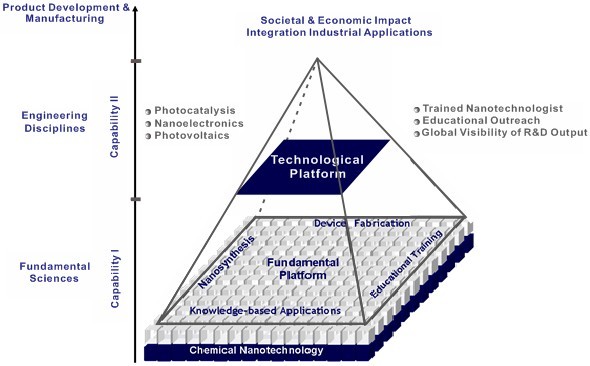 Product Development &
Manufacturing
Societal & Economic Impact
Integration Industrial Applications
Engineering
Disciplines
Capability II
Photocatalysis
Nanoelectronics
Photovoltaics
Trained Nanotechnologist
Educational Outreach
Global Visibility of R&D Output
Technological
Platform
Fundamental
Sciences
Capability I
Device Fabrication
Nanosynthesis
Fundamental
Platform
Educational Training
Knowledge-based Applications
Chemical Nanotechnology